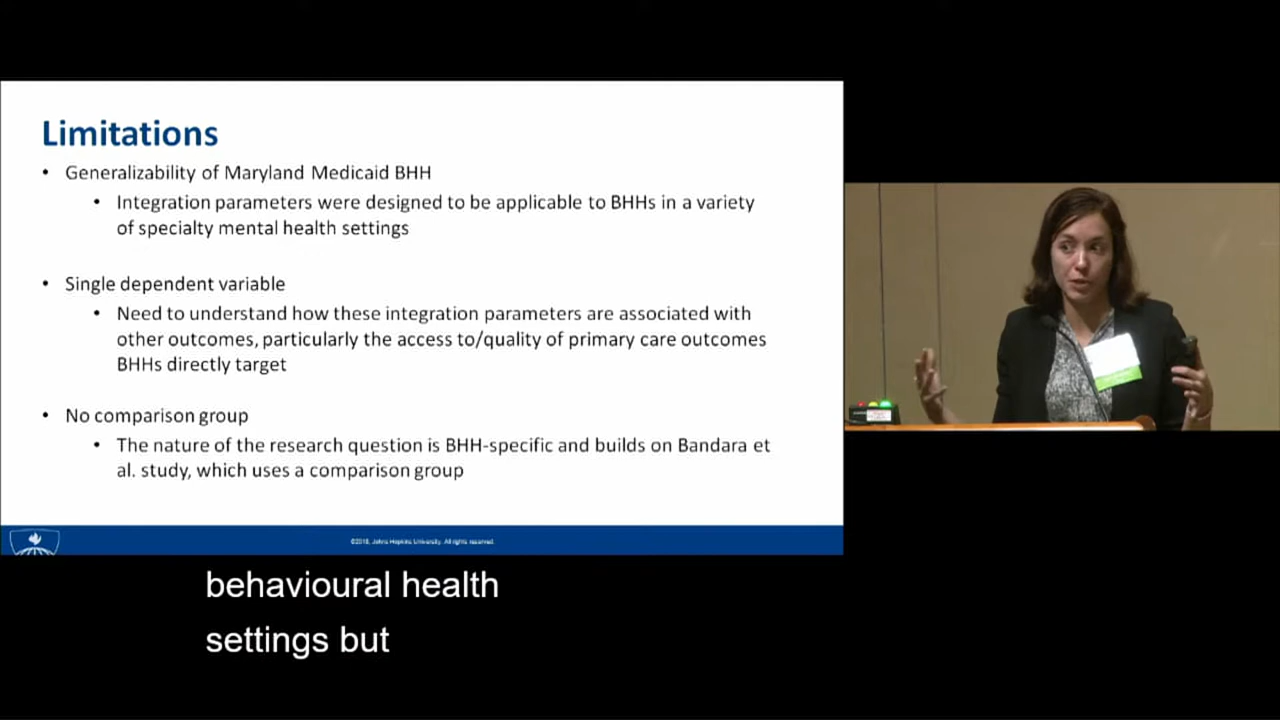 Limitations
• Generalizability of Maryland Medicaid BHH
• Integration parameters were designed to be applicable to BHHs in a variety
of specialty mental health settings
• Single dependent variable
• Need to understand how these integration parameters are associated with
other outcomes, particularly the access to/quality of primary care outcomes
BHHs directly target
• No comparison group
• The nature of the research question is BHH-specific and builds on Bandara et
al. study, which uses a comparison group
©2018, Johns Hopkins University. All rights reserved.
behavioural health
settings but